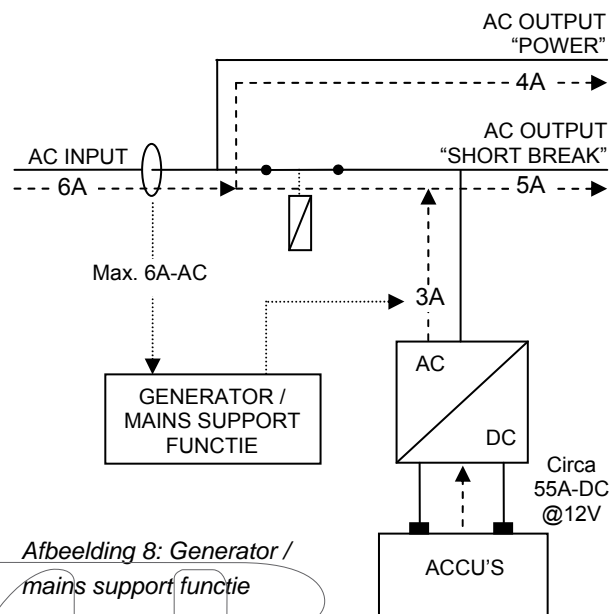 AC OUTPUT
“POWER”
4A
AC OUTPUT
“SHORT BREAK”
AC INPUT
6A
5A
Max. 6A-AC
3A
GENERATOR /
MAINS SUPPORT
FUNCTIE
AC
DC
Circa
55A-DC
@12V
ACCU'S
Afbeelding 8: Generator /
mains support functie